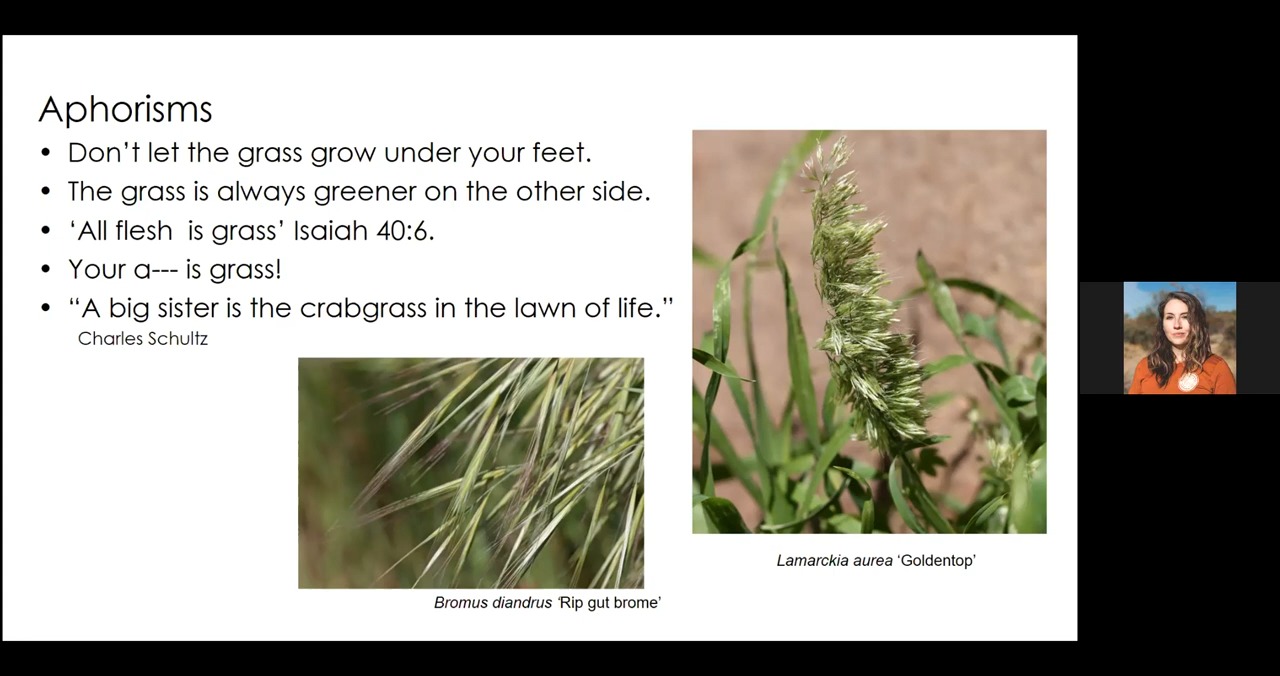 Aphorisms
• Don’t let the grass grow under your feet.
• The grass is always greener on the other side.
• ‘All flesh  is grass’ Isaiah 40:6.
• Your a--- is grass!
• “A big sister is the crabgrass in the lawn of life.”
Charles Schultz
Lamarckia aurea ‘Goldentop’
Bromus diandrus ‘Rip gut brome’